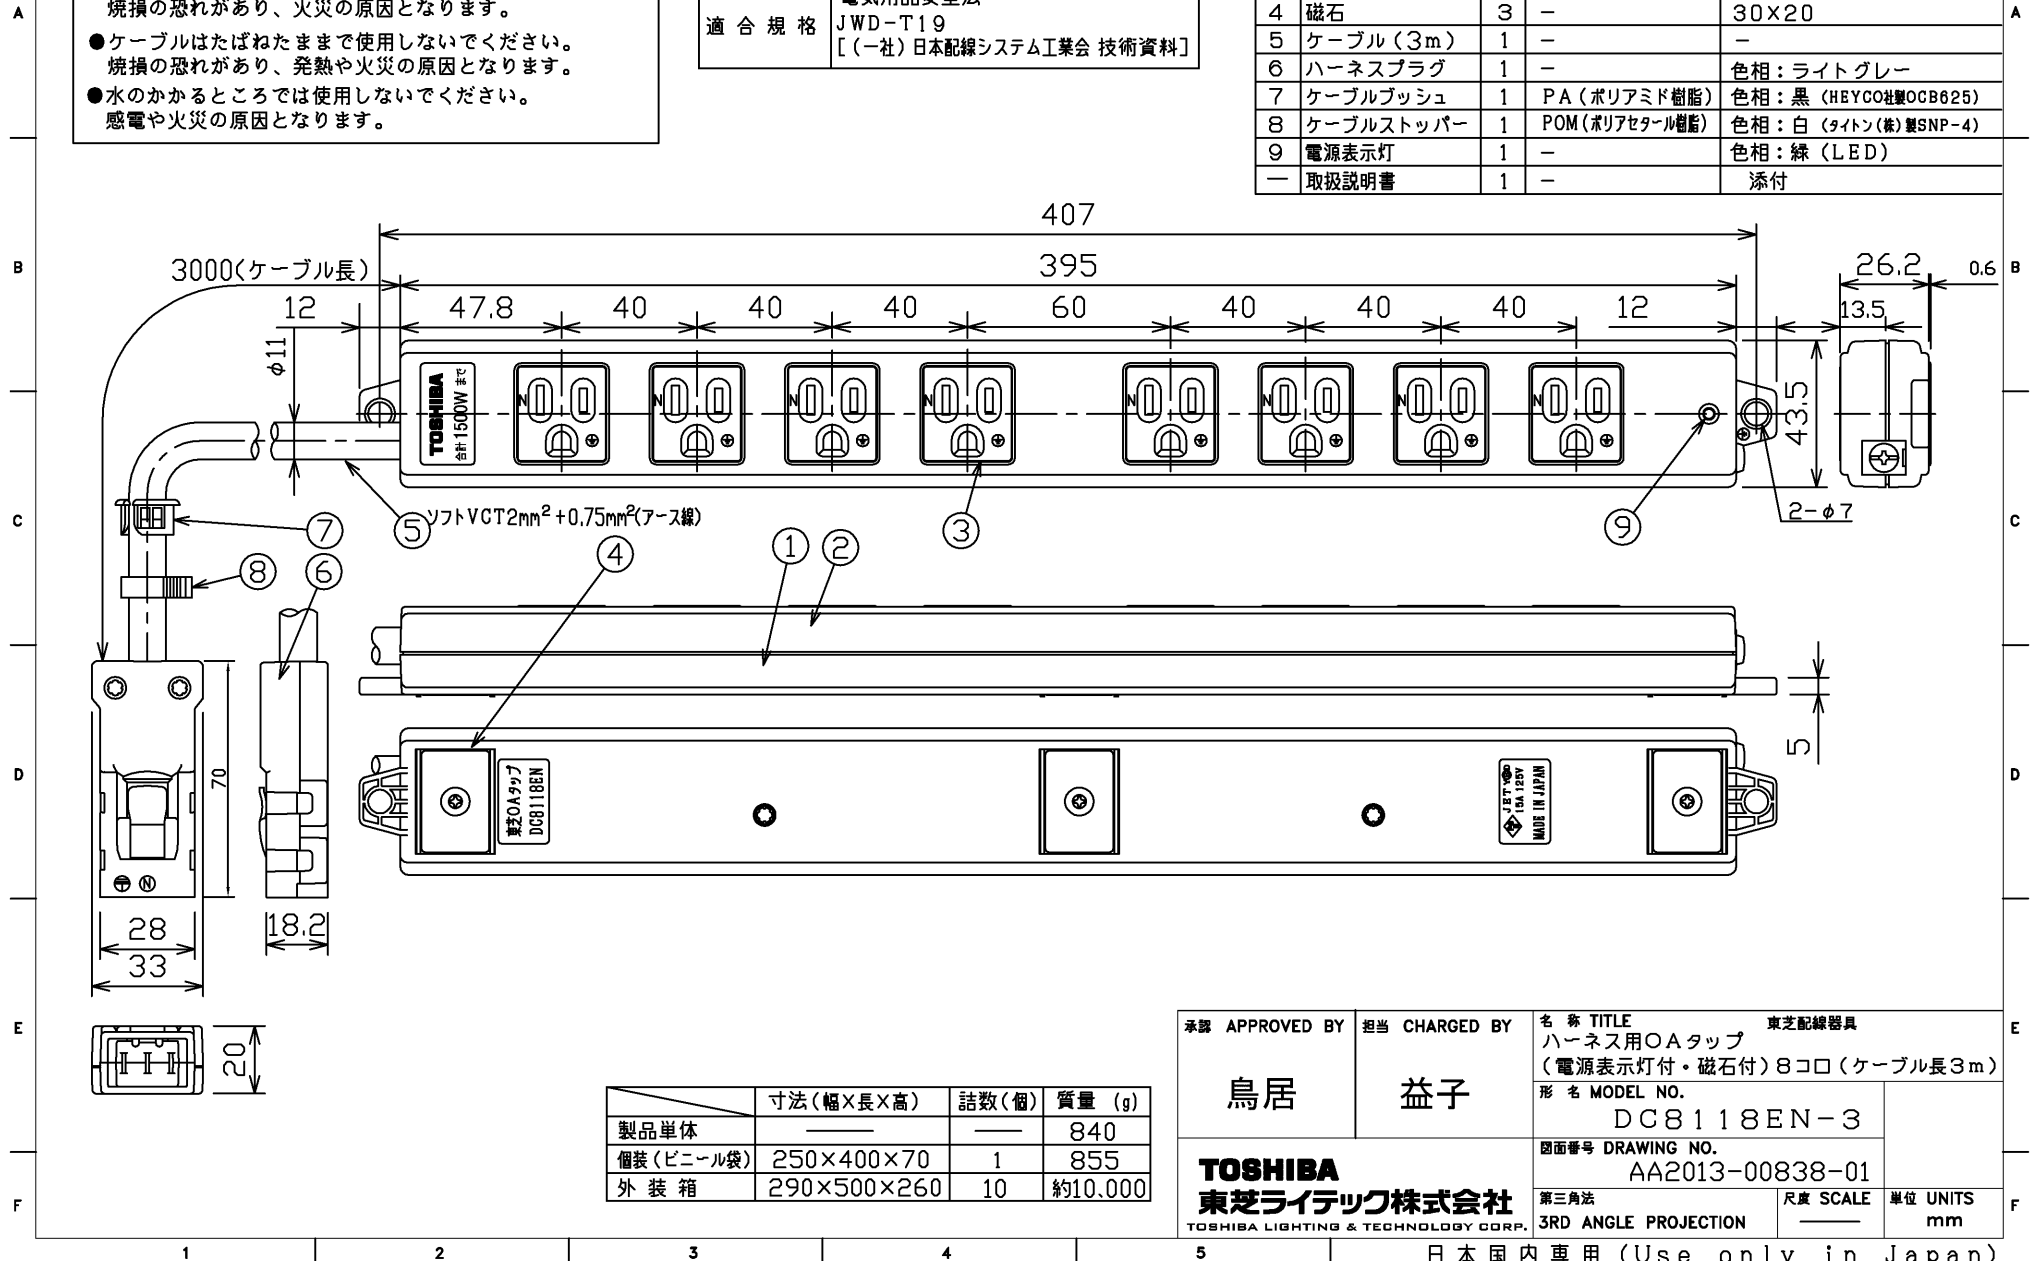 焼損の恐れがあり、火災の原因となります。
●ケーブルはたばねたままで使用しないでください。
焼損の恐れがあり、発熱や火災の原因となります。
●水のかかるところでは使用しないでください。
感電や火災の原因となります。
電気用品安全法
適合規格 JWD-T19
[(一社)日本配線システム工業会 技術資料]
4 磁石 3 - 30×20
5 ケーブル(3m) 1 - -
6 ハーネスプラグ 1 - 色相:ライトグレー
7 ケーブルブッシュ 1 PA(ポリアミド樹脂) 色相:黒(HEYCO社製OCB625)
8 ケーブルストッパー 1 POM(ポリアセタール樹脂) 色相:白(タイトン(株)製SNP-4)
9 電源表示灯 1 - 色相:緑(LED)
— 取扱説明書 1 - 添付
A
A
B
B
C
C
D
D
E
E
F
F
407
3000(ケーブル長)
395
26.2
0.6
12
47.8
40
40
40
60
40
40
40
12
13.5
φ11
43.5
TOSHIBA
合計1500Wまで
N
N
N
N
N
N
N
N
2-φ7
7
5
ソフトVCT2mm²+0.75mm²(アース線)
3
9
4
1
2
8
6
70
5
東芝OAタップ
DC8118EN
JET
15A 125V
MADE IN JAPAN
N
28
18.2
33
20
寸法(幅×長×高) 詰数(個) 質量 (g)
製品単体 —— —— 840
個装(ビニール袋) 250×400×70 1 855
外装箱 290×500×260 10 約10,000
承認 APPROVED BY
鳥居
担当 CHARGED BY
益子
名称 TITLE 東芝配線器具
ハーネス用OAタップ
(電源表示灯付・磁石付)8コロ(ケーブル長3m)
形名 MODEL NO.
DC8118EN-3
図面番号 DRAWING NO.
AA2013-00838-01
TOSHIBA
東芝ライテック株式会社
TOSHIBA LIGHTING & TECHNOLOGY CORP.
第三角法
3RD ANGLE PROJECTION
尺度 SCALE
——
単位 UNITS
mm
1 2 3 4 5
日本国内専用(Use only in Japan)